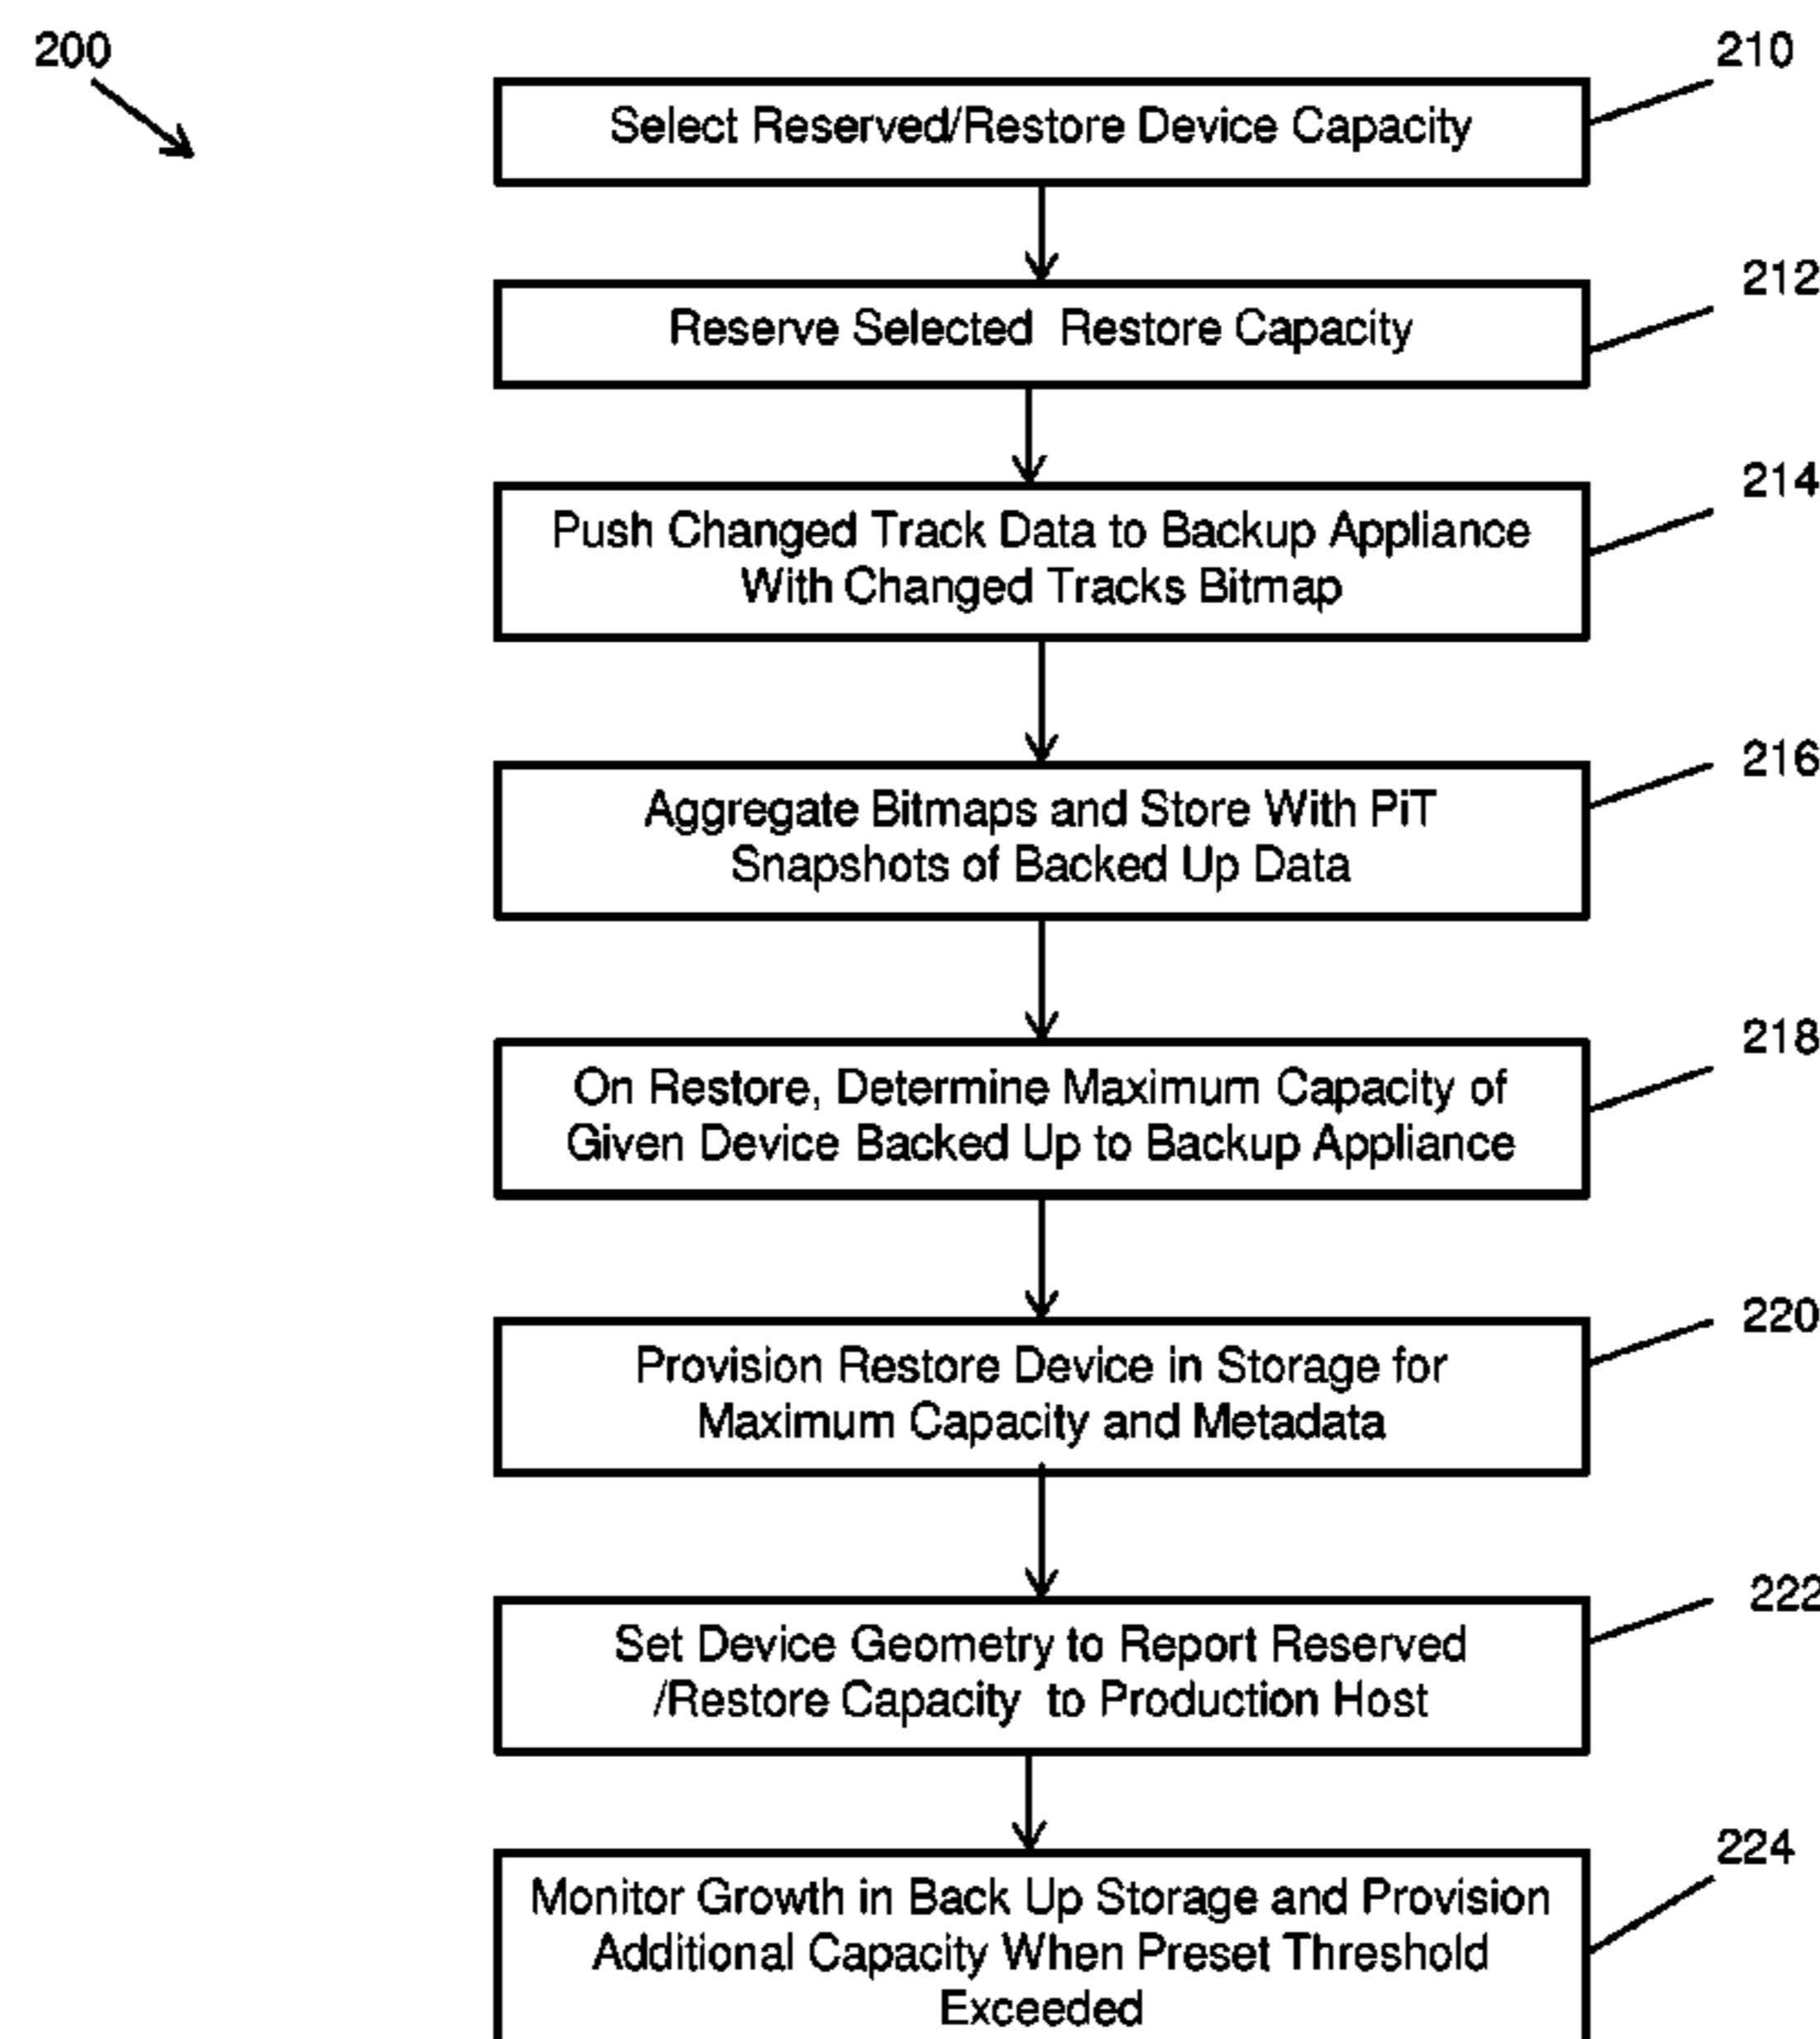 200
210
Select Reserved/Restore Device Capacity
212
Reserve Selected Restore Capacity
214
Push Changed Track Data to Backup Appliance
With Changed Tracks Bitmap
216
Aggregate Bitmaps and Store With PiT
Snapshots of Backed Up Data
218
On Restore, Determine Maximum Capacity of
Given Device Backed Up to Backup Appliance
220
Provision Restore Device in Storage for
Maximum Capacity and Metadata
222
Set Device Geometry to Report Reserved
/Restore Capacity to Production Host
224
Monitor Growth in Back Up Storage and Provision
Additional Capacity When Preset Threshold
Exceeded